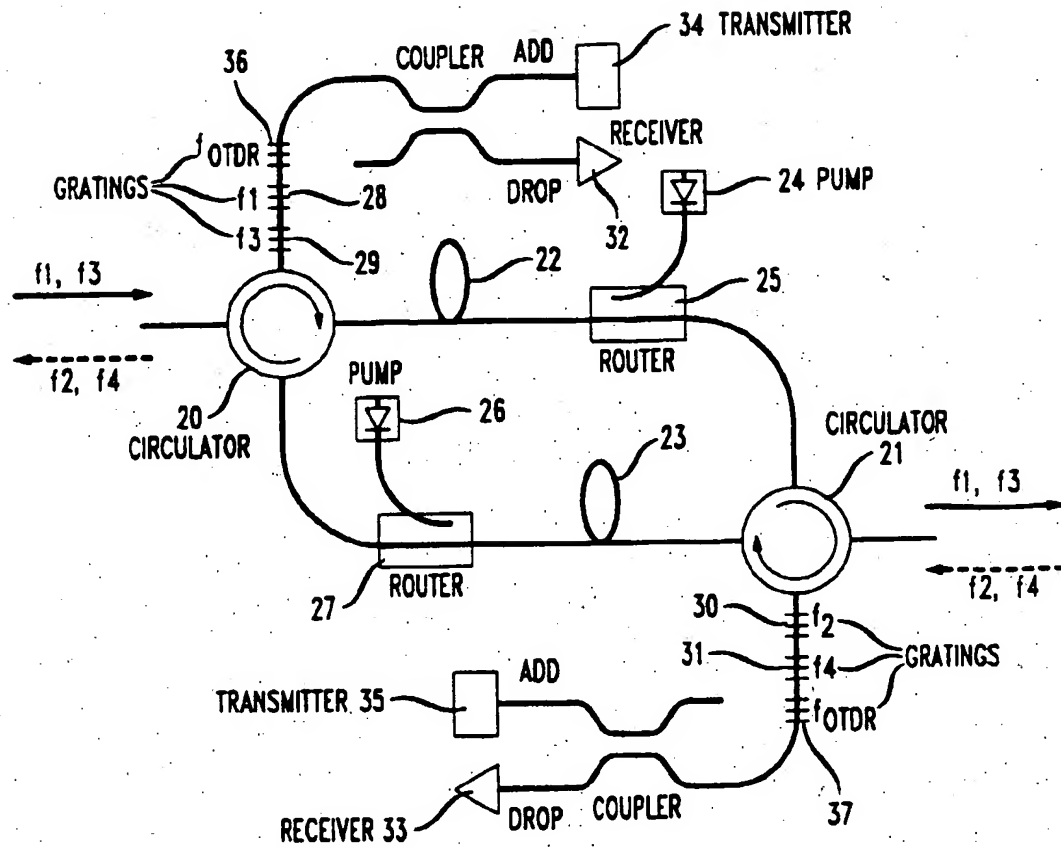 34 TRANSMITTER
COUPLER
ADD
36
RECEIVER
f OTDR
GRATINGS
f1
28
DROP
32
24 PUMP
f3
29
22
25
f1, f3
ROUTER
f2, f4
PUMP
20
CIRCULATOR
26
23
CIRCULATOR
21
f1, f3
27
ROUTER
f2, f4
30
f2
31
f4
GRATINGS
ADD
TRANSMITTER 35
fOTDR
RECEIVER 33
DROP
COUPLER
37